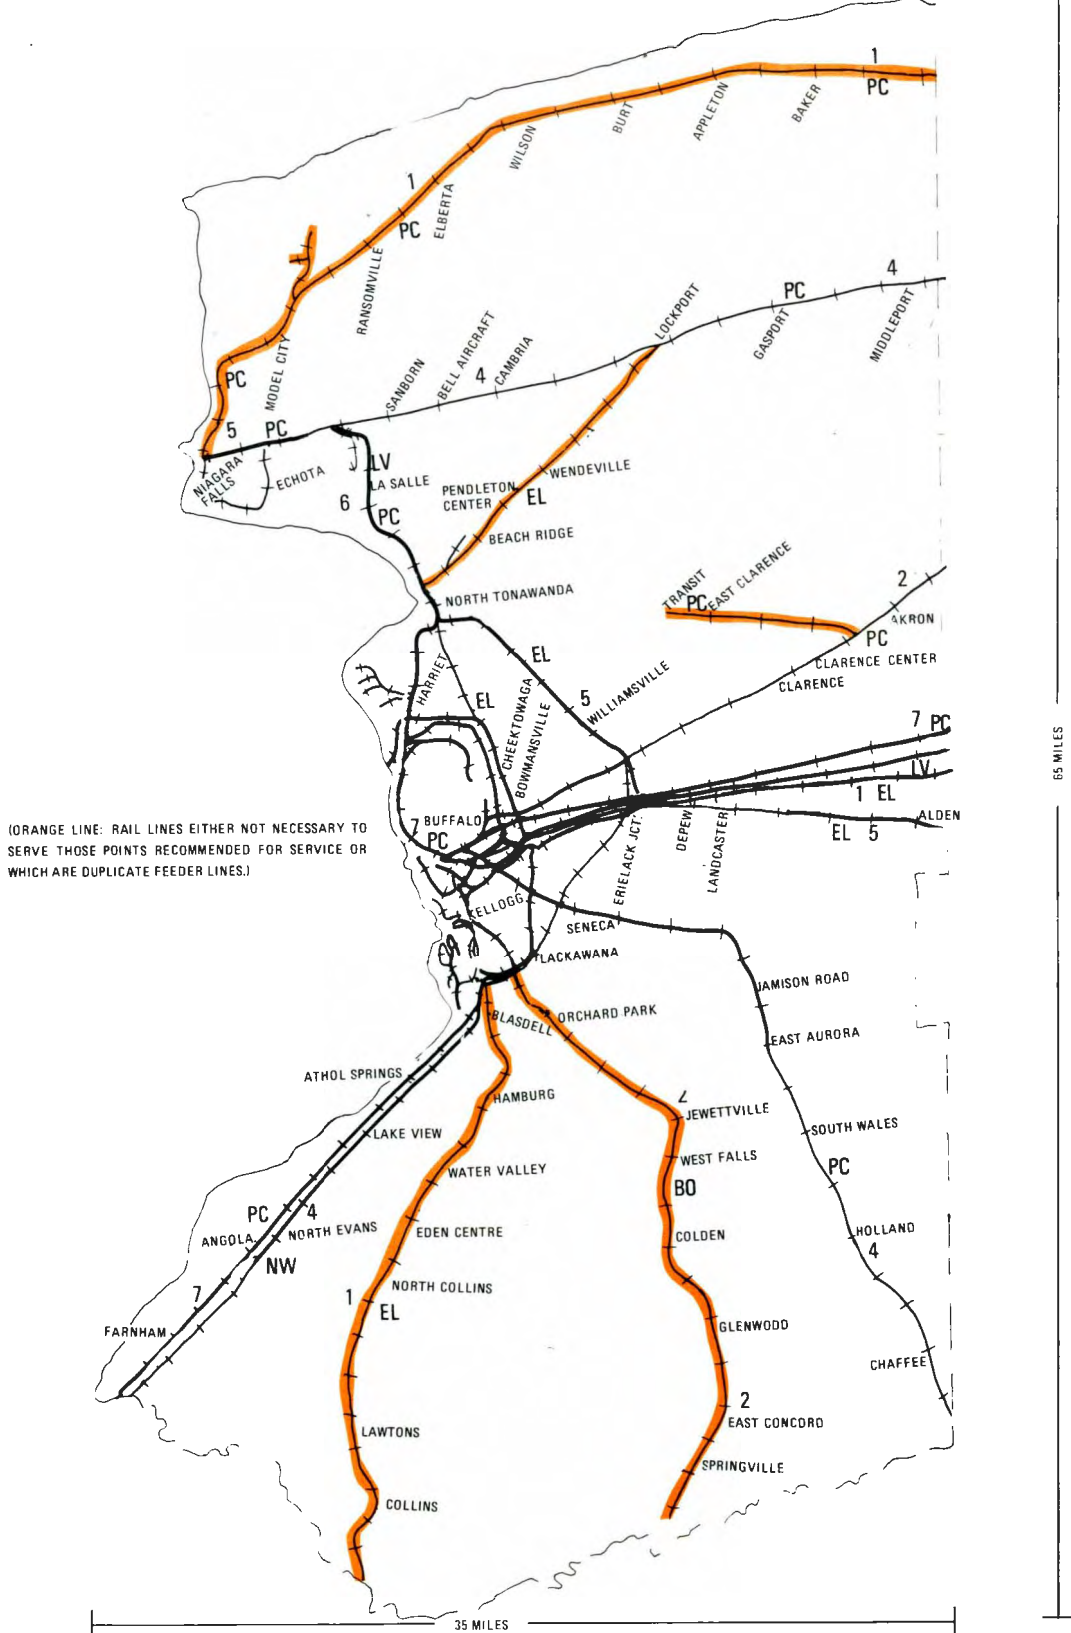 1
PC
BAKER
APPLETON
BURT
WILSON
1
PC
ELBERTA
RANSOMVILLE
MODEL CITY
PC
4
PC
MIDDLEPORT
GASPORT
LOCKPORT
CAMBRIA
BELL AIRCRAFT
SANBORN
4
5
PC
NIAGARA
FALLS
ECHOTA
LV
LA SALLE
6
PC
PENDLETON
CENTER
EL
WENDEVILLE
BEACH RIDGE
NORTH TONAWANDA
TRANSIT
PC
EAST CLARENCE
2
AKRON
PC
CLARENCE CENTER
CLARENCE
HARRIET
EL
EL
5
WILLIAMSVILLE
CHEEKTOWAGA
BOWMANSVILLE
7 PC
LV
1 EL
ALDEN
EL 5
65 MILES
(ORANGE LINE: RAIL LINES EITHER NOT NECESSARY TO
SERVE THOSE POINTS RECOMMENDED FOR SERVICE OR
WHICH ARE DUPLICATE FEEDER LINES.)
7
BUFFALO
PC
DEPEW
LANDCASTER
ERIELACK JCT.
KELLOGG
SENECA
LACKAWANA
JAMISON ROAD
BLASDELL
ORCHARD PARK
EAST AURORA
ATHOL SPRINGS
HAMBURG
2
JEWETTVILLE
LAKE VIEW
SOUTH WALES
WATER VALLEY
WEST FALLS
PC
BO
PC
4
ANGOLA
NORTH EVANS
EDEN CENTRE
COLDEN
HOLLAND
4
NW
7
NORTH COLLINS
1
EL
FARNHAM
GLENWOOD
CHAFFEE
2
EAST CONCORD
LAWTONS
SPRINGVILLE
COLLINS
35 MILES